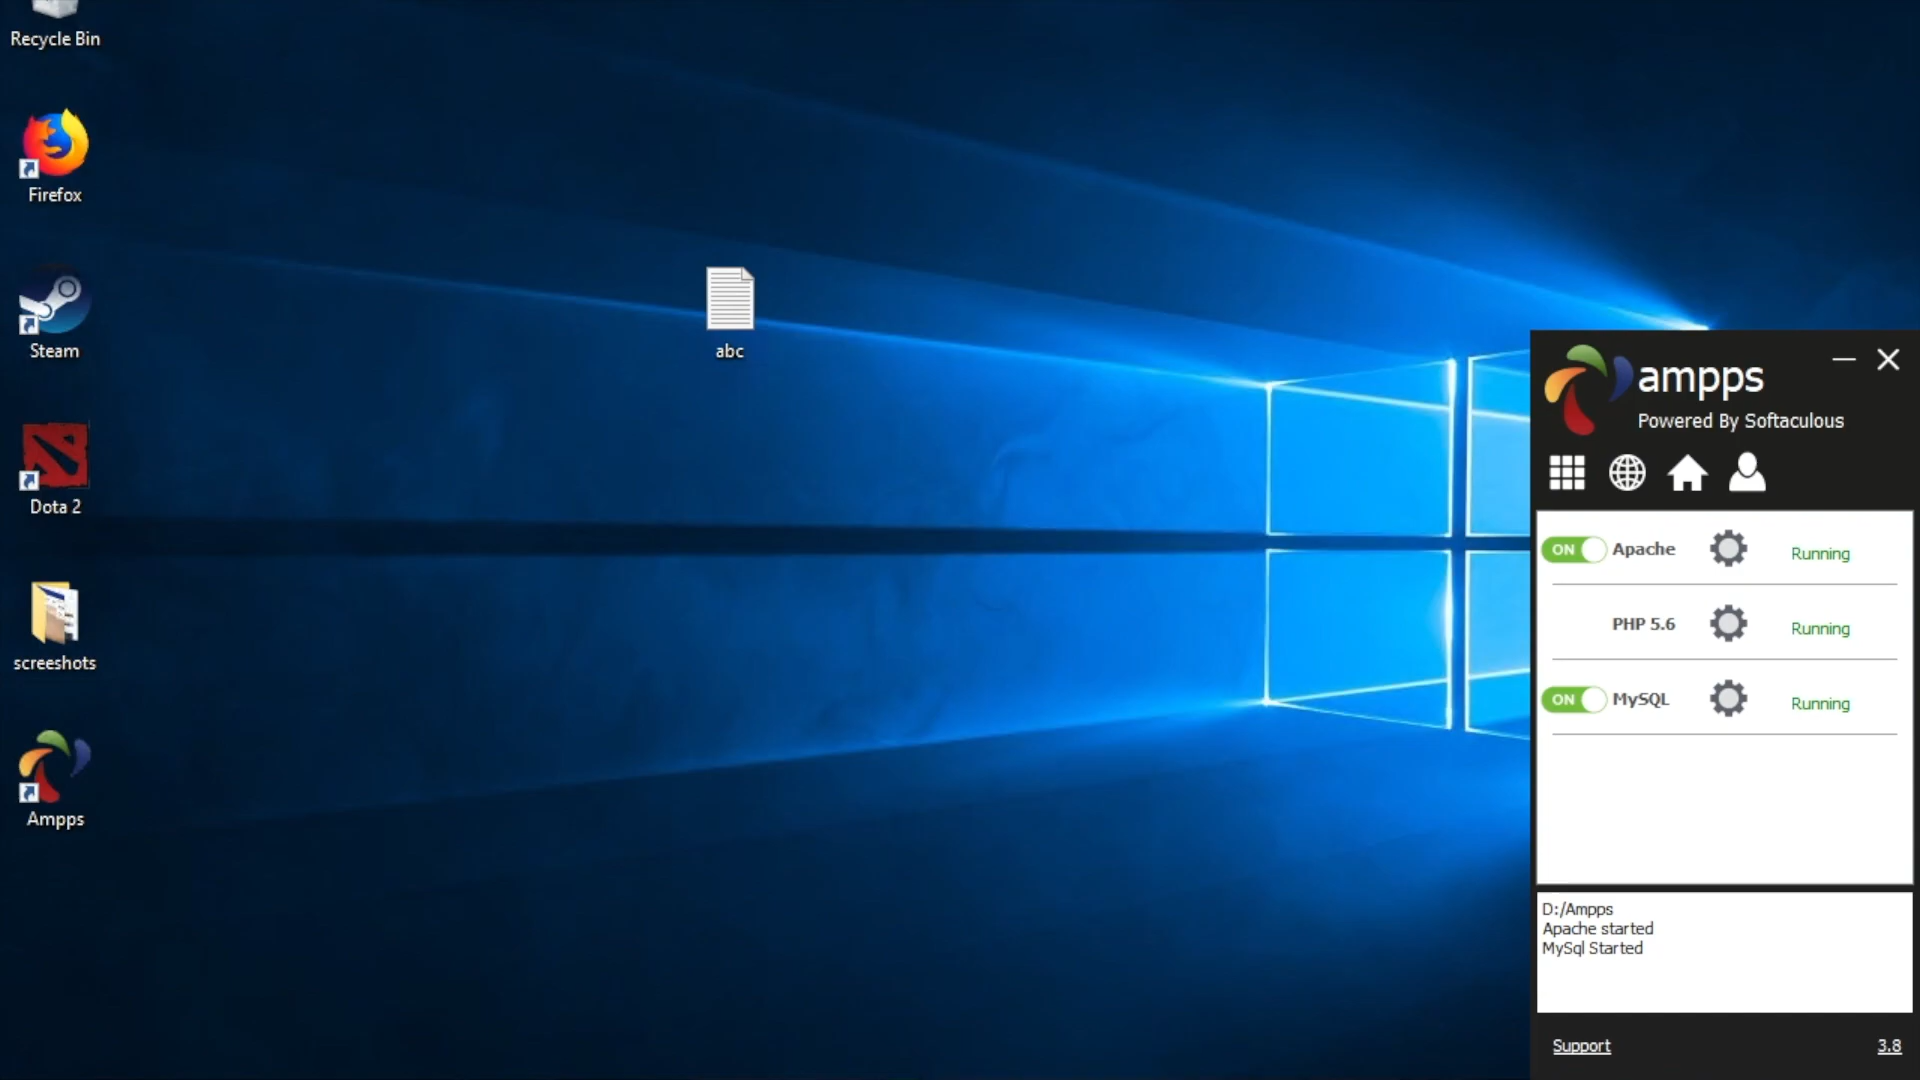 Recycle Bin
Firefox
Steam
Dota 2
screeshots
Ampps
abc
ampps
Powered By Softaculous
ON Apache Running
PHP 5.6 Running
ON MySQL Running
D:/Ampps
Apache started
MySql Started
Support 3.8